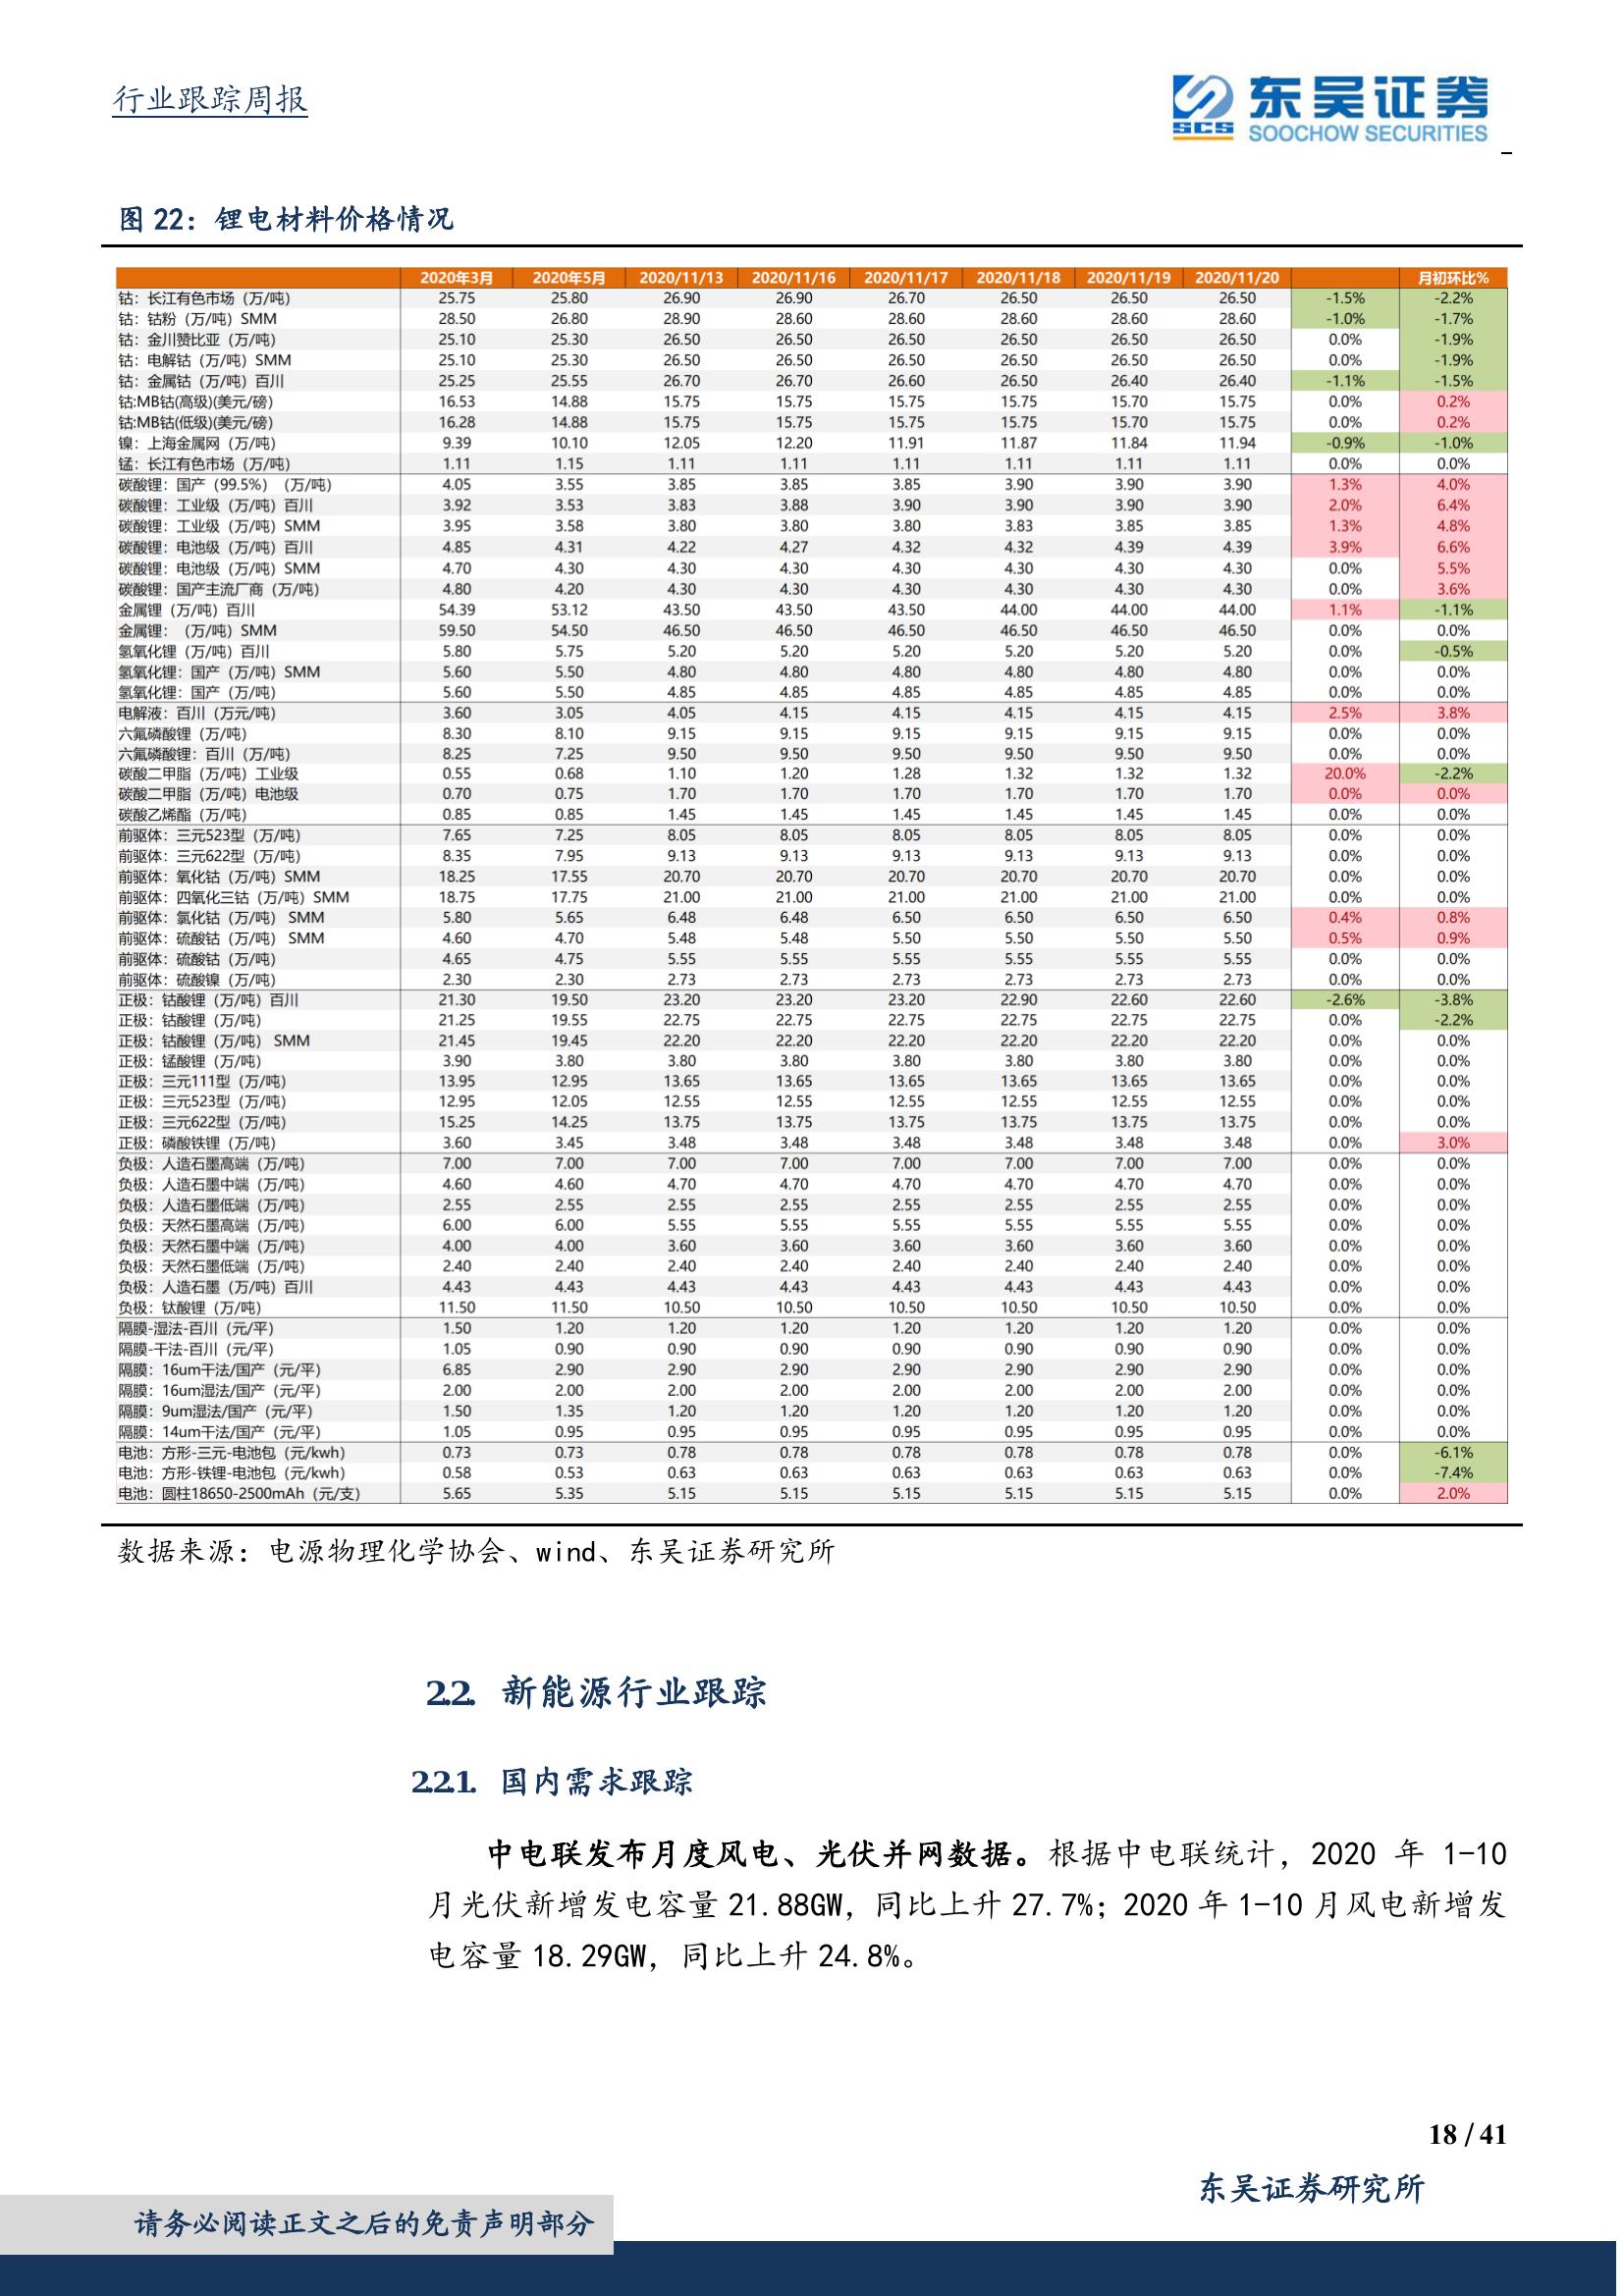 行业跟踪周报
SCS 东吴证券
SOOCHOW SECURITIES
图 22：锂电材料价格情况
2020年3月 2020年5月 2020/11/13 2020/11/16 2020/11/17 2020/11/18 2020/11/19 2020/11/20 月初环比%
钴：长江有色市场（万/吨） 25.75 25.80 26.90 26.90 26.70 26.50 26.50 26.50 -1.5% -2.2%
钴：钴粉（万/吨）SMM 28.50 26.80 28.90 28.60 28.60 28.60 28.60 28.60 -1.0% -1.7%
钴：金川赞比亚（万/吨） 25.10 25.30 26.50 26.50 26.50 26.50 26.50 26.50 0.0% -1.9%
钴：电解钴（万/吨）SMM 25.10 25.30 26.50 26.50 26.50 26.50 26.50 26.50 0.0% -1.9%
钴：金属钴（万/吨）百川 25.25 25.55 26.70 26.70 26.60 26.50 26.40 26.40 -1.1% -1.5%
钴:MB钴(高级)(美元/磅) 16.53 14.88 15.75 15.75 15.75 15.75 15.70 15.75 0.0% 0.2%
钴:MB钴(低级)(美元/磅) 16.28 14.88 15.75 15.75 15.75 15.75 15.70 15.75 0.0% 0.2%
镍：上海金属网（万/吨） 9.39 10.10 12.05 12.20 11.91 11.87 11.84 11.94 -0.9% -1.0%
锰：长江有色市场（万/吨） 1.11 1.15 1.11 1.11 1.11 1.11 1.11 1.11 0.0% 0.0%
碳酸锂：国产（99.5%）（万/吨） 4.05 3.55 3.85 3.85 3.85 3.90 3.90 3.90 1.3% 4.0%
碳酸锂：工业级（万/吨）百川 3.92 3.53 3.83 3.88 3.90 3.90 3.90 3.90 2.0% 6.4%
碳酸锂：工业级（万/吨）SMM 3.95 3.58 3.80 3.80 3.80 3.83 3.85 3.85 1.3% 4.8%
碳酸锂：电池级（万/吨）百川 4.85 4.31 4.22 4.27 4.32 4.32 4.39 4.39 3.9% 6.6%
碳酸锂：电池级（万/吨）SMM 4.70 4.30 4.30 4.30 4.30 4.30 4.30 4.30 0.0% 5.5%
碳酸锂：国产主流厂商（万/吨） 4.80 4.20 4.30 4.30 4.30 4.30 4.30 4.30 0.0% 3.6%
金属锂（万/吨）百川 54.39 53.12 43.50 43.50 43.50 44.00 44.00 44.00 1.1% -1.1%
金属锂：（万/吨）SMM 59.50 54.50 46.50 46.50 46.50 46.50 46.50 46.50 0.0% 0.0%
氢氧化锂（万/吨）百川 5.80 5.75 5.20 5.20 5.20 5.20 5.20 5.20 0.0% -0.5%
氢氧化锂：国产（万/吨）SMM 5.60 5.50 4.80 4.80 4.80 4.80 4.80 4.80 0.0% 0.0%
氢氧化锂：国产（万/吨） 5.60 5.50 4.85 4.85 4.85 4.85 4.85 4.85 0.0% 0.0%
电解液：百川（万元/吨） 3.60 3.05 4.05 4.15 4.15 4.15 4.15 4.15 2.5% 3.8%
六氟磷酸锂（万/吨） 8.30 8.10 9.15 9.15 9.15 9.15 9.15 9.15 0.0% 0.0%
六氟磷酸锂：百川（万/吨） 8.25 7.25 9.50 9.50 9.50 9.50 9.50 9.50 0.0% 0.0%
碳酸二甲脂（万/吨）工业级 0.55 0.68 1.10 1.20 1.28 1.32 1.32 1.32 20.0% -2.2%
碳酸二甲脂（万/吨）电池级 0.70 0.75 1.70 1.70 1.70 1.70 1.70 1.70 0.0% 0.0%
碳酸乙烯酯（万/吨） 0.85 0.85 1.45 1.45 1.45 1.45 1.45 1.45 0.0% 0.0%
前驱体：三元523型（万/吨） 7.65 7.25 8.05 8.05 8.05 8.05 8.05 8.05 0.0% 0.0%
前驱体：三元622型（万/吨） 8.35 7.95 9.13 9.13 9.13 9.13 9.13 9.13 0.0% 0.0%
前驱体：氧化钴（万/吨）SMM 18.25 17.55 20.70 20.70 20.70 20.70 20.70 20.70 0.0% 0.0%
前驱体：四氧化三钴（万/吨）SMM 18.75 17.75 21.00 21.00 21.00 21.00 21.00 21.00 0.0% 0.0%
前驱体：氯化钴（万/吨） SMM 5.80 5.65 6.48 6.48 6.50 6.50 6.50 6.50 0.4% 0.8%
前驱体：硫酸钴（万/吨） SMM 4.60 4.70 5.48 5.48 5.50 5.50 5.50 5.50 0.5% 0.9%
前驱体：硫酸钴（万/吨） 4.65 4.75 5.55 5.55 5.55 5.55 5.55 5.55 0.0% 0.0%
前驱体：硫酸镍（万/吨） 2.30 2.30 2.73 2.73 2.73 2.73 2.73 2.73 0.0% 0.0%
正极：钴酸锂（万/吨）百川 21.30 19.50 23.20 23.20 23.20 22.90 22.60 22.60 -2.6% -3.8%
正极：钴酸锂（万/吨） 21.25 19.55 22.75 22.75 22.75 22.75 22.75 22.75 0.0% -2.2%
正极：钴酸锂（万/吨） SMM 21.45 19.45 22.20 22.20 22.20 22.20 22.20 22.20 0.0% 0.0%
正极：锰酸锂（万/吨） 3.90 3.80 3.80 3.80 3.80 3.80 3.80 3.80 0.0% 0.0%
正极：三元111型（万/吨） 13.95 12.95 13.65 13.65 13.65 13.65 13.65 13.65 0.0% 0.0%
正极：三元523型（万/吨） 12.95 12.05 12.55 12.55 12.55 12.55 12.55 12.55 0.0% 0.0%
正极：三元622型（万/吨） 15.25 14.25 13.75 13.75 13.75 13.75 13.75 13.75 0.0% 0.0%
正极：磷酸铁锂（万/吨） 3.60 3.45 3.48 3.48 3.48 3.48 3.48 3.48 0.0% 3.0%
负极：人造石墨高端（万/吨） 7.00 7.00 7.00 7.00 7.00 7.00 7.00 7.00 0.0% 0.0%
负极：人造石墨中端（万/吨） 4.60 4.60 4.70 4.70 4.70 4.70 4.70 4.70 0.0% 0.0%
负极：人造石墨低端（万/吨） 2.55 2.55 2.55 2.55 2.55 2.55 2.55 2.55 0.0% 0.0%
负极：天然石墨高端（万/吨） 6.00 6.00 5.55 5.55 5.55 5.55 5.55 5.55 0.0% 0.0%
负极：天然石墨中端（万/吨） 4.00 4.00 3.60 3.60 3.60 3.60 3.60 3.60 0.0% 0.0%
负极：天然石墨低端（万/吨） 2.40 2.40 2.40 2.40 2.40 2.40 2.40 2.40 0.0% 0.0%
负极：人造石墨（万/吨）百川 4.43 4.43 4.43 4.43 4.43 4.43 4.43 4.43 0.0% 0.0%
负极：钛酸锂（万/吨） 11.50 11.50 10.50 10.50 10.50 10.50 10.50 10.50 0.0% 0.0%
隔膜-湿法-百川（元/平） 1.50 1.20 1.20 1.20 1.20 1.20 1.20 1.20 0.0% 0.0%
隔膜-干法-百川（元/平） 1.05 0.90 0.90 0.90 0.90 0.90 0.90 0.90 0.0% 0.0%
隔膜：16um干法/国产（元/平） 6.85 2.90 2.90 2.90 2.90 2.90 2.90 2.90 0.0% 0.0%
隔膜：16um湿法/国产（元/平） 2.00 2.00 2.00 2.00 2.00 2.00 2.00 2.00 0.0% 0.0%
隔膜：9um湿法/国产（元/平） 1.50 1.35 1.20 1.20 1.20 1.20 1.20 1.20 0.0% 0.0%
隔膜：14um干法/国产（元/平） 1.05 0.95 0.95 0.95 0.95 0.95 0.95 0.95 0.0% 0.0%
电池：方形-三元-电池包（元/kwh） 0.73 0.73 0.78 0.78 0.78 0.78 0.78 0.78 0.0% -6.1%
电池：方形-铁锂-电池包（元/kwh） 0.58 0.53 0.63 0.63 0.63 0.63 0.63 0.63 0.0% -7.4%
电池：圆柱18650-2500mAh（元/支） 5.65 5.35 5.15 5.15 5.15 5.15 5.15 5.15 0.0% 2.0%
数据来源：电源物理化学协会、wind、东吴证券研究所
2.2. 新能源行业跟踪
2.2.1. 国内需求跟踪
中电联发布月度风电、光伏并网数据。根据中电联统计，2020 年 1-10
月光伏新增发电容量 21.88GW，同比上升 27.7%；2020 年 1-10 月风电新增发
电容量 18.29GW，同比上升 24.8%。
18 / 41
东吴证券研究所
请务必阅读正文之后的免责声明部分